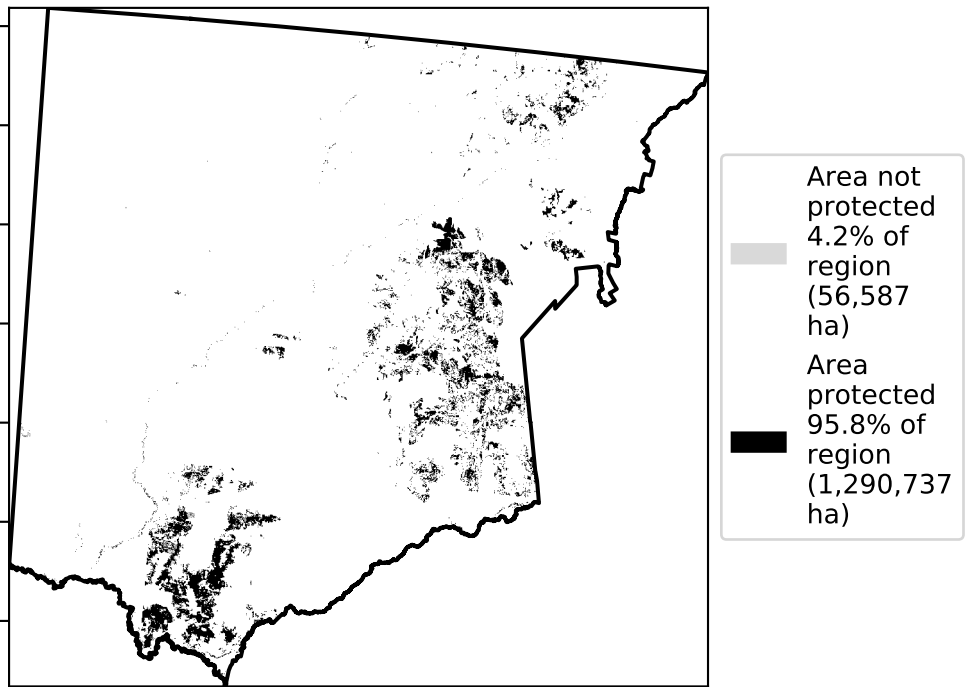 Area not
protected
4.2% of
region
(56,587
ha)
Area
protected
95.8% of
region
(1,290,737
ha)